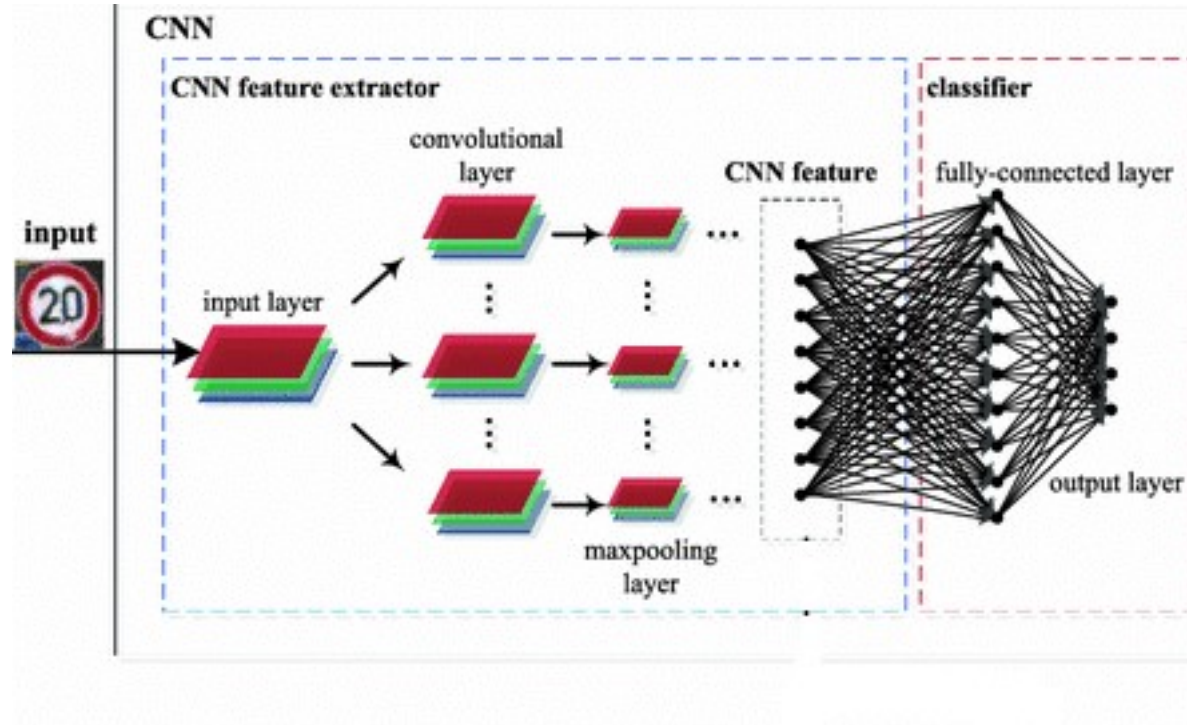 CNN
CNN feature extractor
classifier
convolutional
layer
CNN feature
fully-connected layer
input
20
input layer
output layer
maxpooling
layer